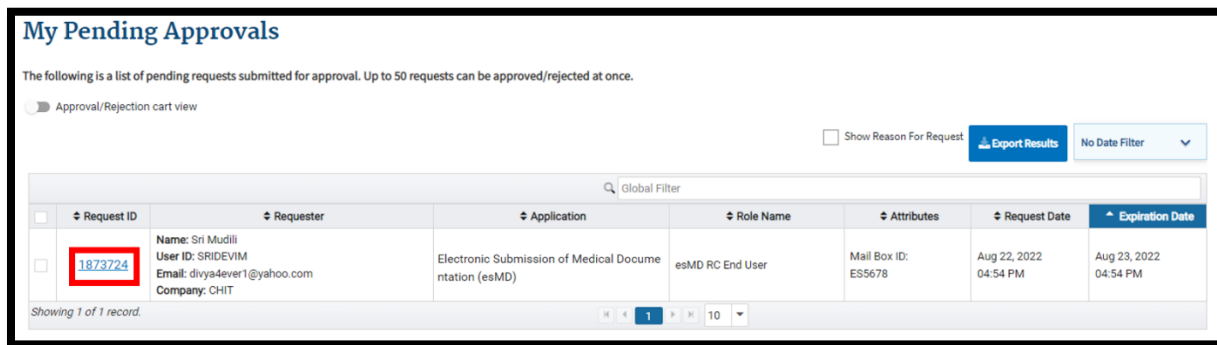 My Pending Approvals
The following is a list of pending requests submitted for approval. Up to 50 requests can be approved/rejected at once.
Approval/Rejection cart view
Show Reason For Request
Export Results
No Date Filter
Global Filter
Request ID
Requester
Application
Role Name
Attributes
Request Date
Expiration Date
1873724
Name: Sri Mudili
User ID: SRIDEVIM
Email: divya4ever1@yahoo.com
Company: CHIT
Electronic Submission of Medical Docume
ntation (esMD)
esMD RC End User
Mail Box ID:
ES5678
Aug 22, 2022
04:54 PM
Aug 23, 2022
04:54 PM
Showing 1 of 1 record.
1
10